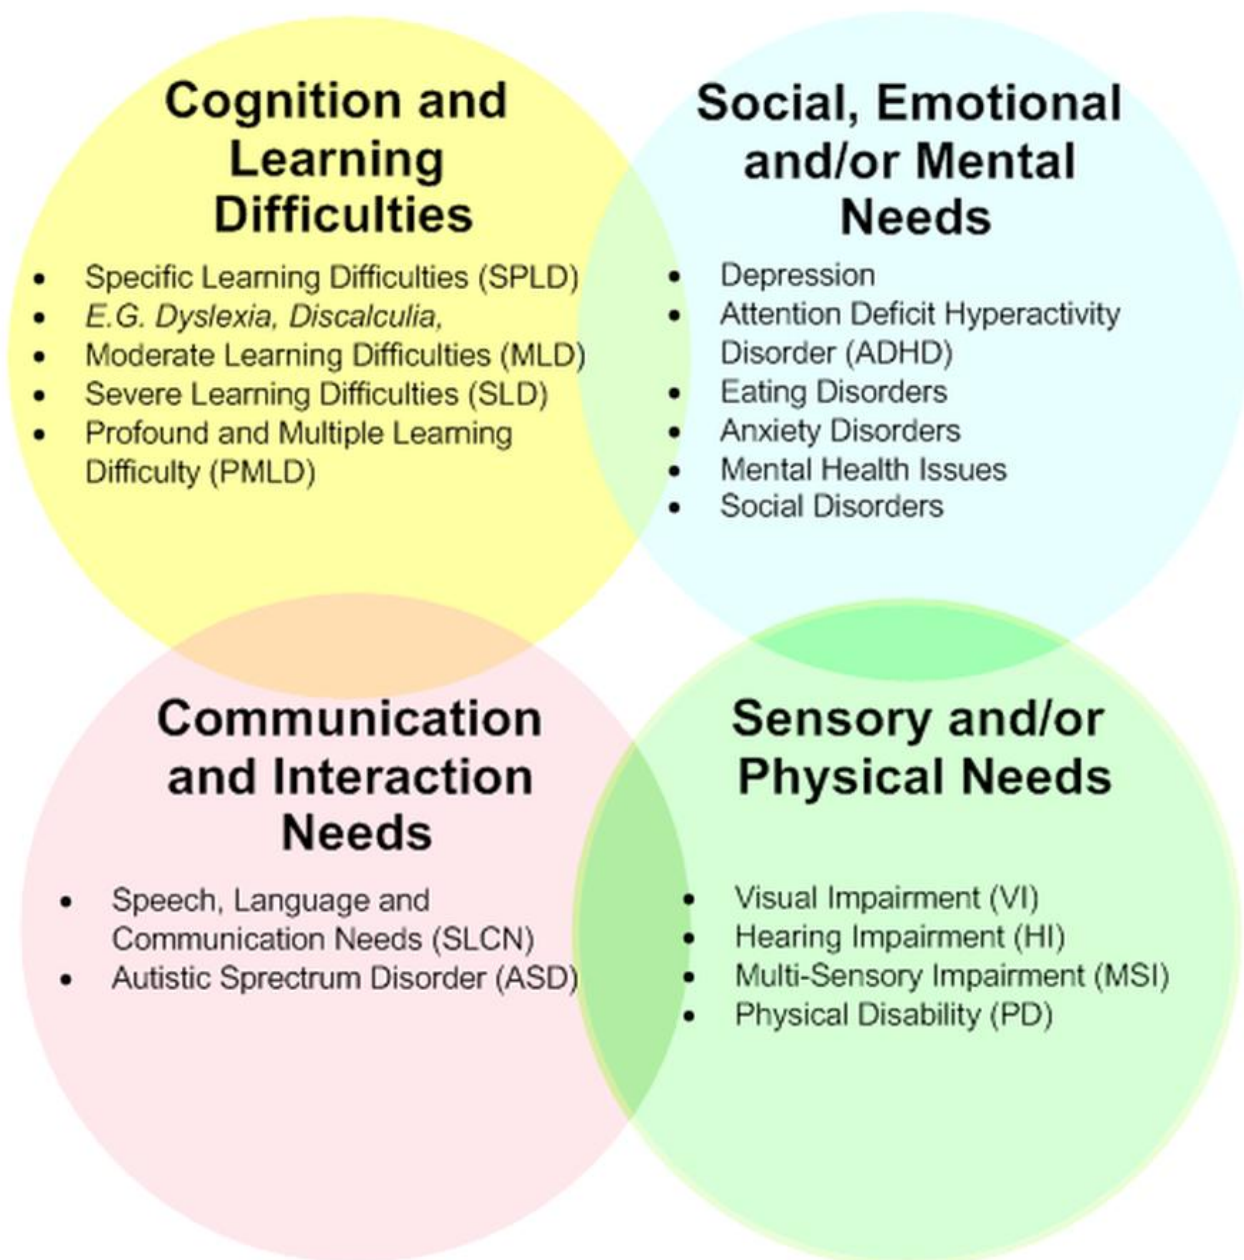 Cognition and
Learning
Difficulties
• Specific Learning Difficulties (SPLD)
• E.G. Dyslexia, Discalculia,
• Moderate Learning Difficulties (MLD)
• Severe Learning Difficulties (SLD)
• Profound and Multiple Learning
Difficulty (PMLD)
Social, Emotional
and/or Mental
Needs
• Depression
• Attention Deficit Hyperactivity
Disorder (ADHD)
• Eating Disorders
• Anxiety Disorders
• Mental Health Issues
• Social Disorders
Communication
and Interaction
Needs
• Speech, Language and
Communication Needs (SLCN)
• Autistic Sprectrum Disorder (ASD)
Sensory and/or
Physical Needs
• Visual Impairment (VI)
• Hearing Impairment (HI)
• Multi-Sensory Impairment (MSI)
• Physical Disability (PD)